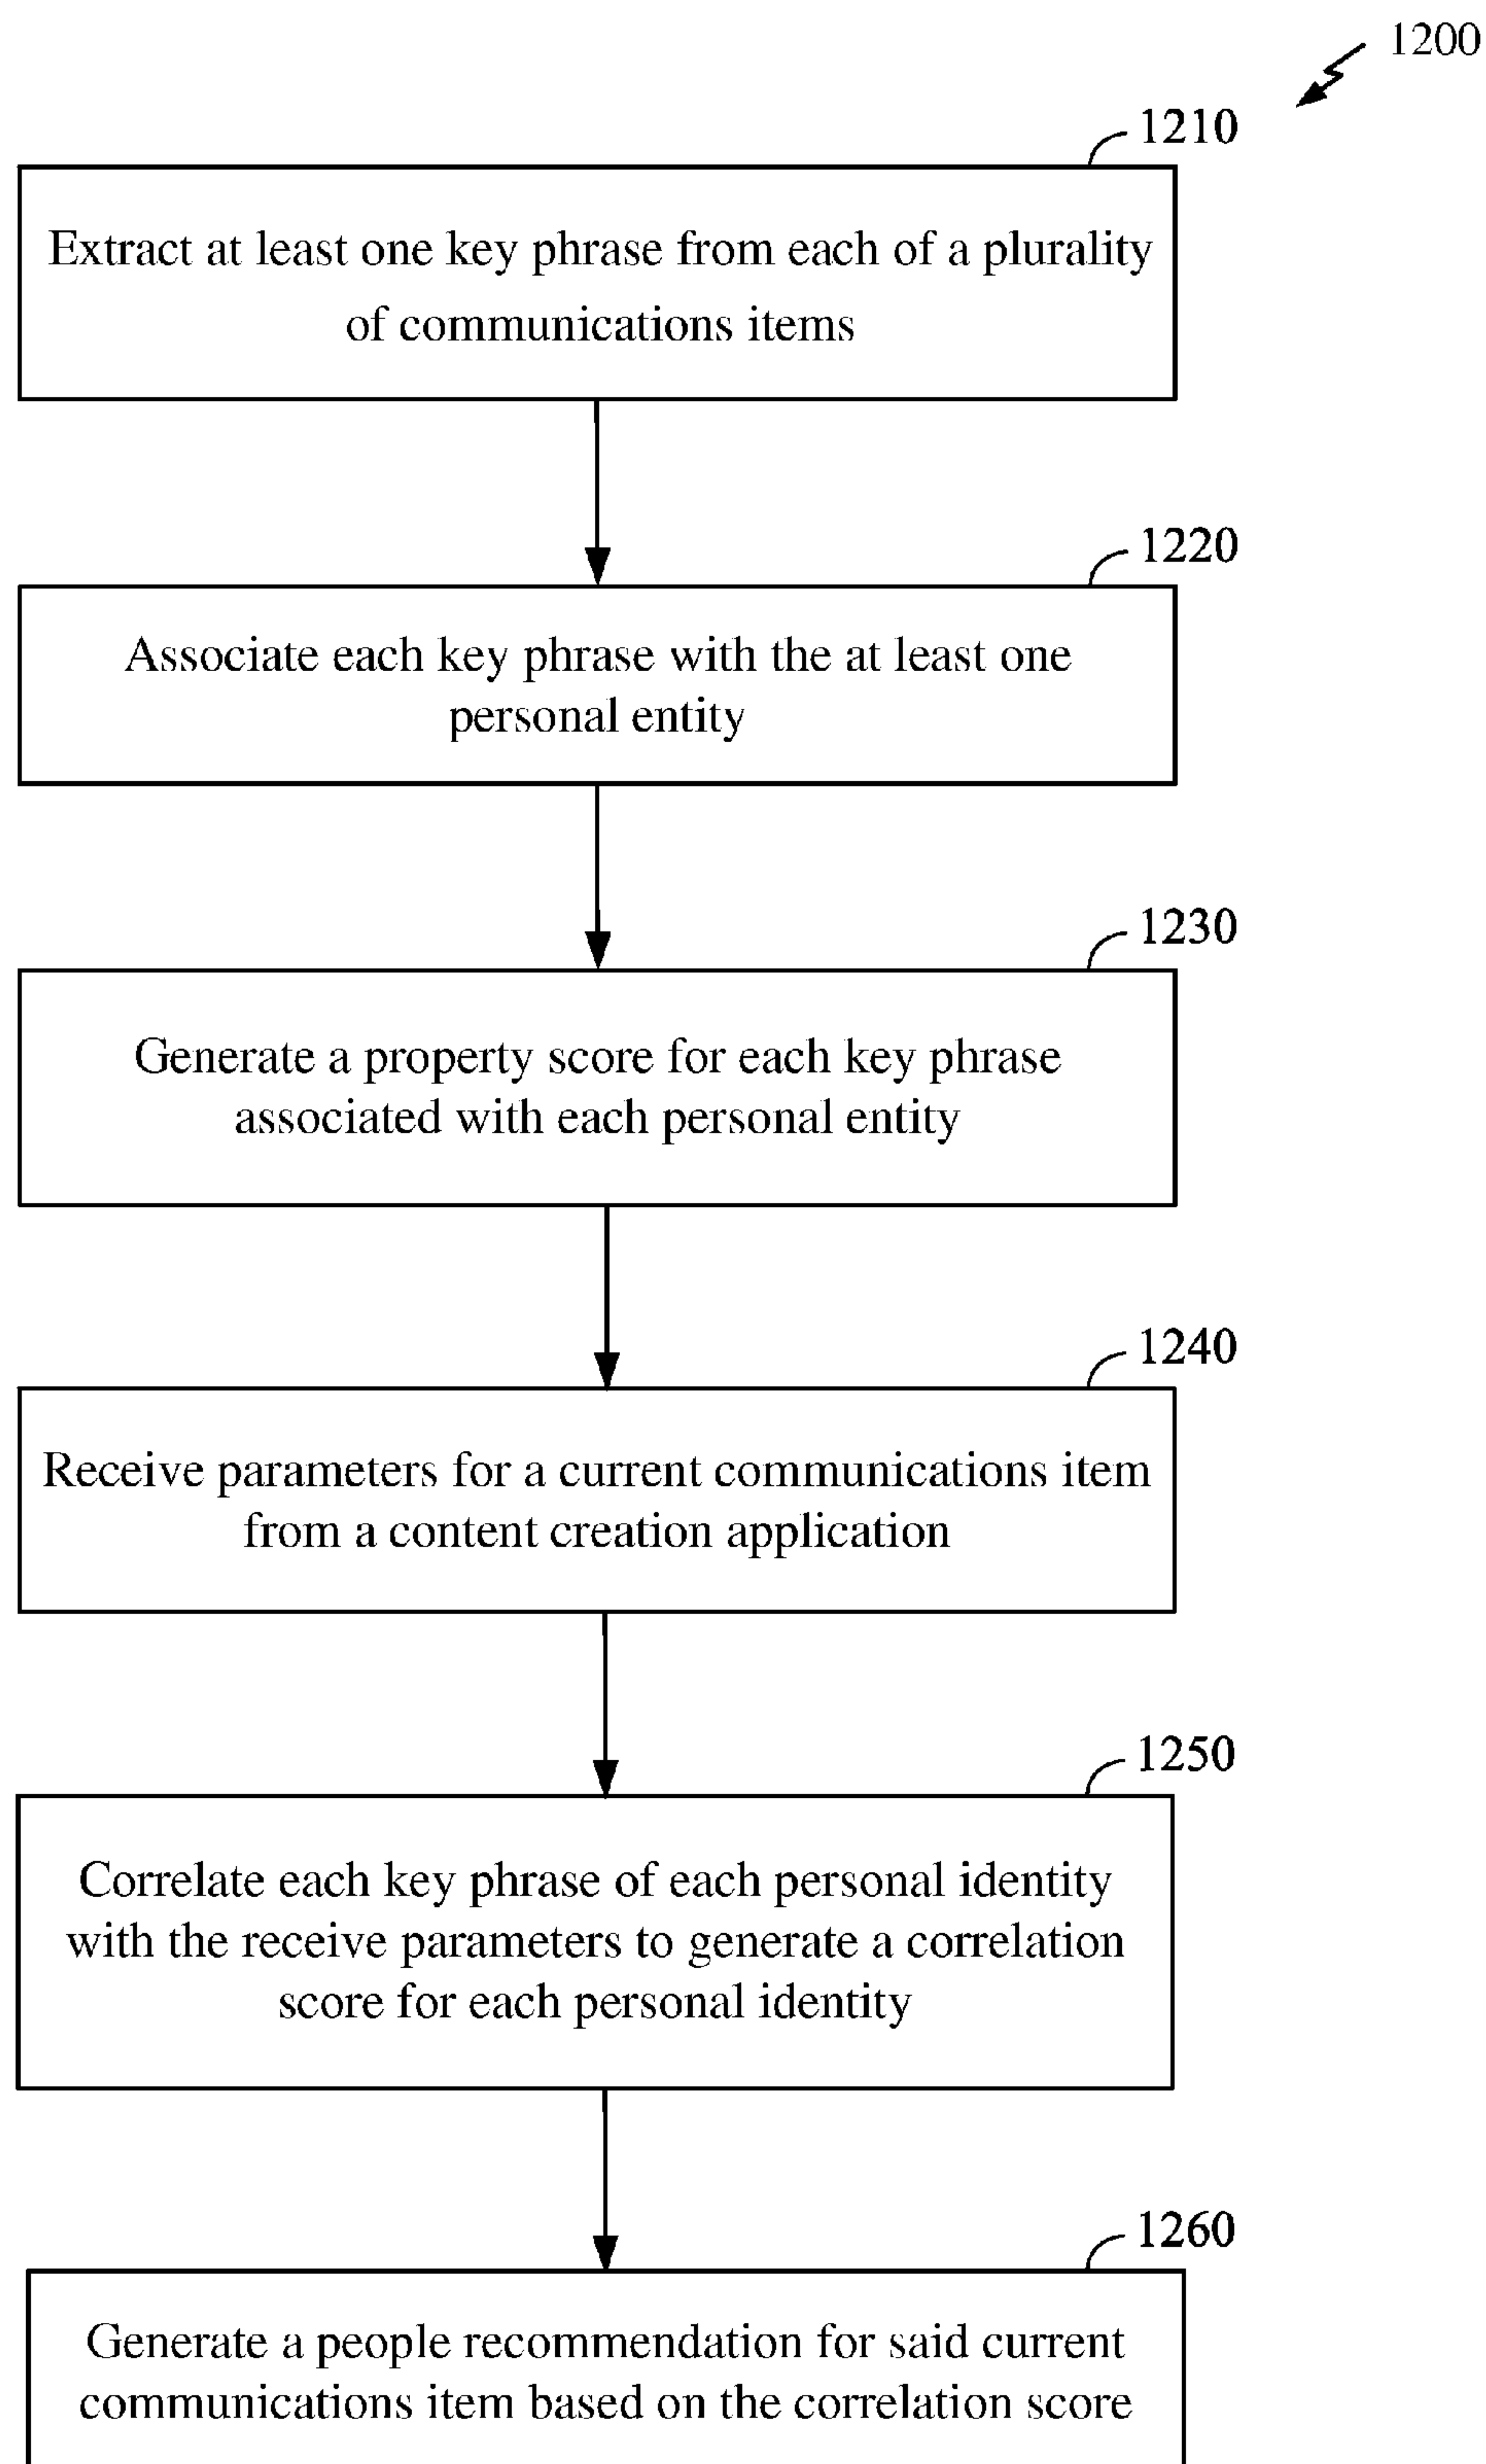 1200
1210
Extract at least one key phrase from each of a plurality
of communications items
1220
Associate each key phrase with the at least one
personal entity
1230
Generate a property score for each key phrase
associated with each personal entity
1240
Receive parameters for a current communications item
from a content creation application
1250
Correlate each key phrase of each personal identity
with the receive parameters to generate a correlation
score for each personal identity
1260
Generate a people recommendation for said current
communications item based on the correlation score